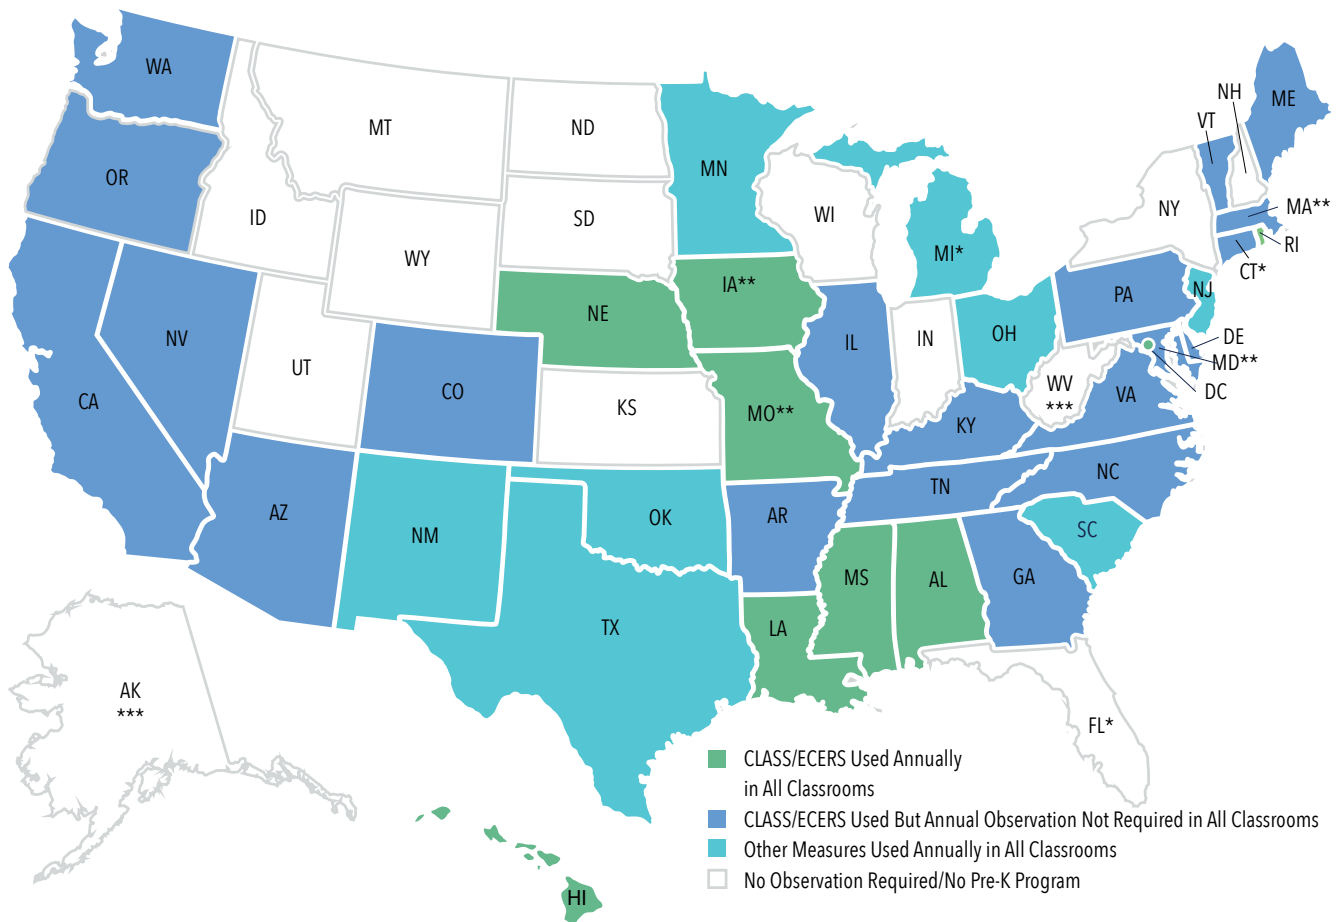 WA
NH
ME
VT
MT
ND
OR
MN
ID
SD
WI
NY
MA**
RI
WY
MI*
CT*
IA**
NE
PA
NJ
NV
UT
IL
IN
OH
DE
MD**
DC
CA
CO
KS
WV
***
VA
MO**
KY
NC
TN
AZ
NM
OK
AR
SC
MS
AL
GA
TX
LA
AK
***
FL*
HI
CLASS/ECERS Used Annually
in All Classrooms
CLASS/ECERS Used But Annual Observation Not Required in All Classrooms
Other Measures Used Annually in All Classrooms
No Observation Required/No Pre-K Program